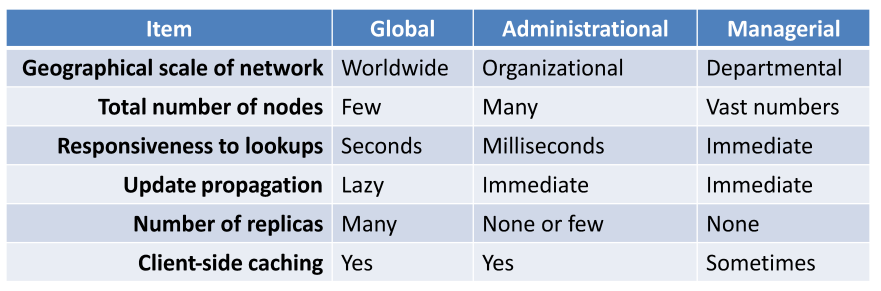 Item Global Administrational Managerial
Geographical scale of network Worldwide Organizational Departmental
Total number of nodes Few Many Vast numbers
Responsiveness to lookups Seconds Milliseconds Immediate
Update propagation Lazy Immediate Immediate
Number of replicas Many None or few None
Client-side caching Yes Yes Sometimes